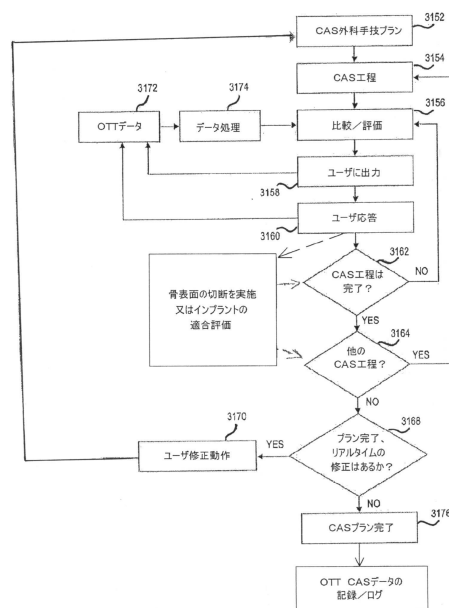 3152
CAS外科手技プラン
3154
CAS工程
3172
OTTデータ
3174
データ処理
3156
比較/評価
ユーザに出力
3158
ユーザ応答
3160
3162
CAS工程は
完了?
NO
YES
骨表面の切断を実施
又はインプラントの
適合評価
3164
他の
CAS工程?
YES
NO
3168
プラン完了、
リアルタイムの
修正はあるか?
YES
3170
ユーザ修正動作
NO
3176
CASプラン完了
OTT CASデータの
記録/ログ